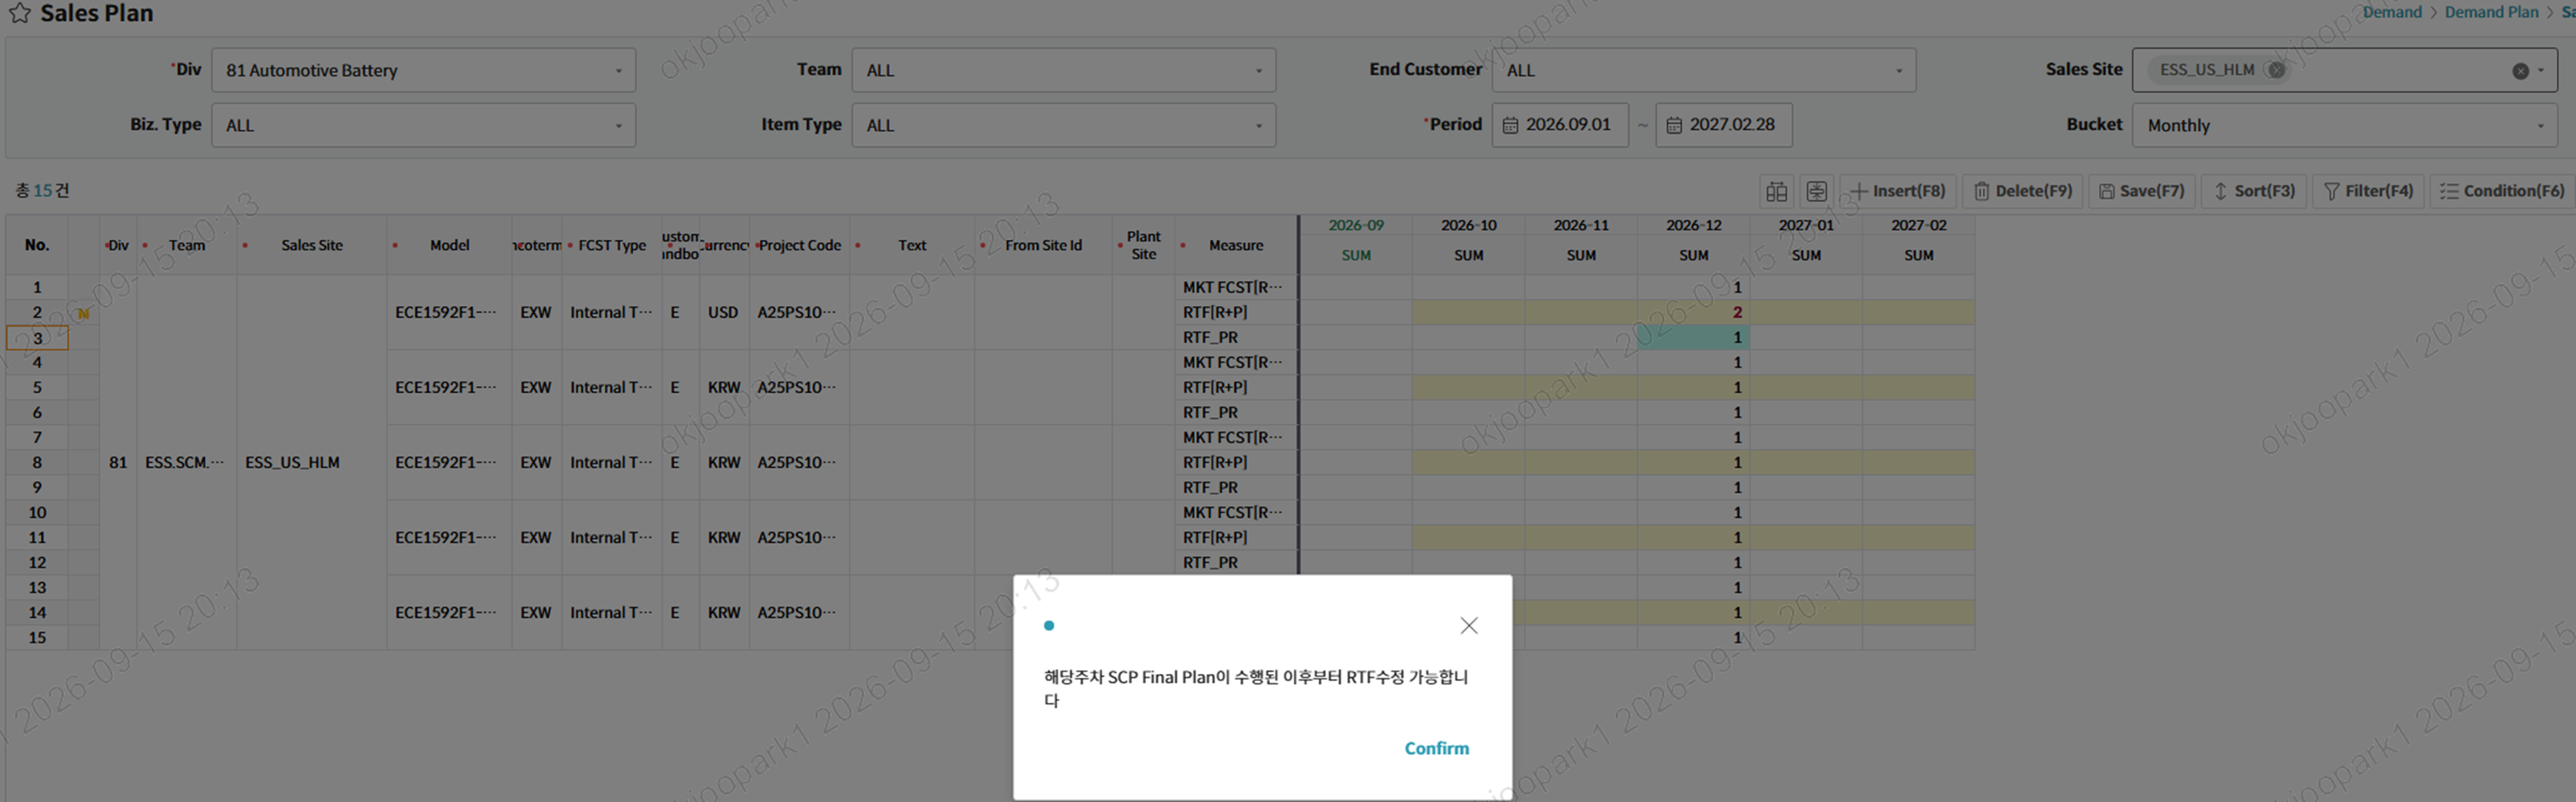 Sales Plan
Demand > Demand Plan > Sa
*Div 81 Automotive Battery Team ALL End Customer ALL Sales Site ESS_US_HLM
Biz. Type ALL Item Type ALL *Period 2026.09.01 ~ 2027.02.28 Bucket Monthly
총 15 건
Insert(F8) Delete(F9) Save(F7) Sort(F3) Filter(F4) Condition(F6)
No. Div Team Sales Site Model FCST Type Project Code Text From Site Id Plant Site Measure 2026-09 2026-10 2026-11 2026-12 2027-01 2027-02
SUM SUM SUM SUM SUM SUM
1 MKT FCST[R··· 1
2 N ECE1592F1-··· EXW Internal T··· E USD A25PS10··· RTF[R+P] 2
3 RTF_PR 1
4 MKT FCST[R··· 1
5 ECE1592F1-··· EXW Internal T··· E KRW A25PS10··· RTF[R+P] 1
6 RTF_PR 1
7 MKT FCST[R··· 1
8 81 ESS.SCM.··· ESS_US_HLM ECE1592F1-··· EXW Internal T··· E KRW A25PS10··· RTF[R+P] 1
9 RTF_PR 1
10 MKT FCST[R··· 1
11 ECE1592F1-··· EXW Internal T··· E KRW A25PS10··· RTF[R+P] 1
12 RTF_PR 1
13 1
14 ECE1592F1-··· EXW Internal T··· E KRW A25PS10··· 1
15 1
해당주차 SCP Final Plan이 수행된 이후부터 RTF수정 가능합니
다
Confirm
okjoopark1 2026-09-15 20:13